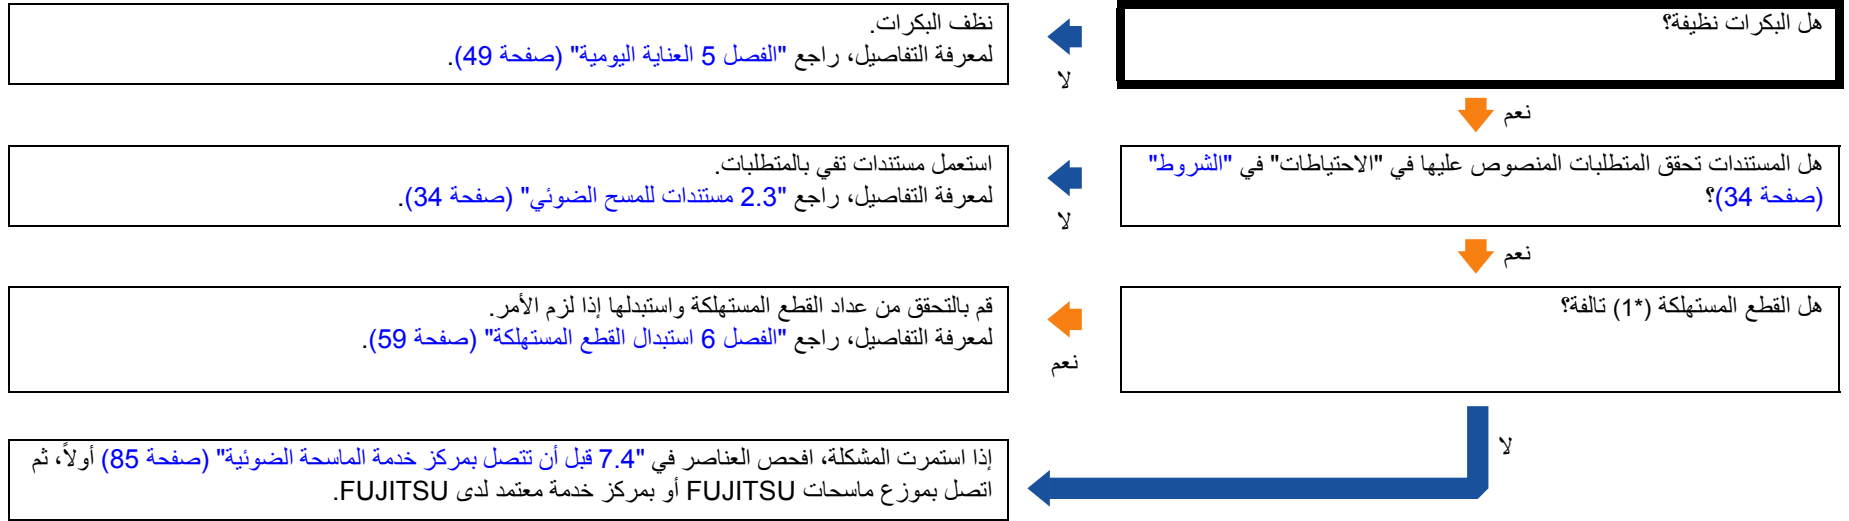 هل البكرات نظيفة؟
لا
نظف البكرات.
لمعرفة التفاصيل، راجع "الفصل 5 العناية اليومية" (صفحة 49).
نعم
هل المستندات تحقق المتطلبات المنصوص عليها في "الاحتياطات" في "الشروط"
(صفحة 34)؟
لا
استعمل مستندات تفي بالمتطلبات.
لمعرفة التفاصيل، راجع "2.3 مستندات للمسح الضوئي" (صفحة 34).
نعم
هل القطع المستهلكة (*1) تالفة؟
نعم
قم بالتحقق من عداد القطع المستهلكة واستبدلها إذا لزم الأمر.
لمعرفة التفاصيل، راجع "الفصل 6 استبدال القطع المستهلكة" (صفحة 59).
لا
إذا استمرت المشكلة، افحص العناصر في "7.4 قبل أن تتصل بمركز خدمة الماسحة الضوئية" (صفحة 85) أولاً، ثم
اتصل بموزع ماسحات FUJITSU أو بمركز خدمة معتمد لدى FUJITSU.